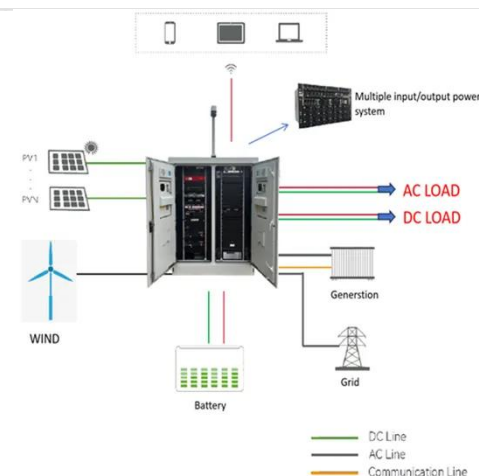 Multiple input/output power
system
PV1
PVN
AC LOAD
DC LOAD
WIND
Generstion
Grid
Battery
DC Line
AC Line
Communication Line